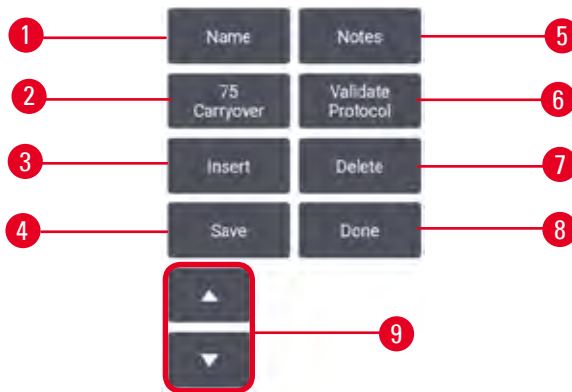 1
Name
Notes
5
2
75
Carryover
Validate
Protocol
6
3
Insert
Delete
7
4
Save
Done
8
9